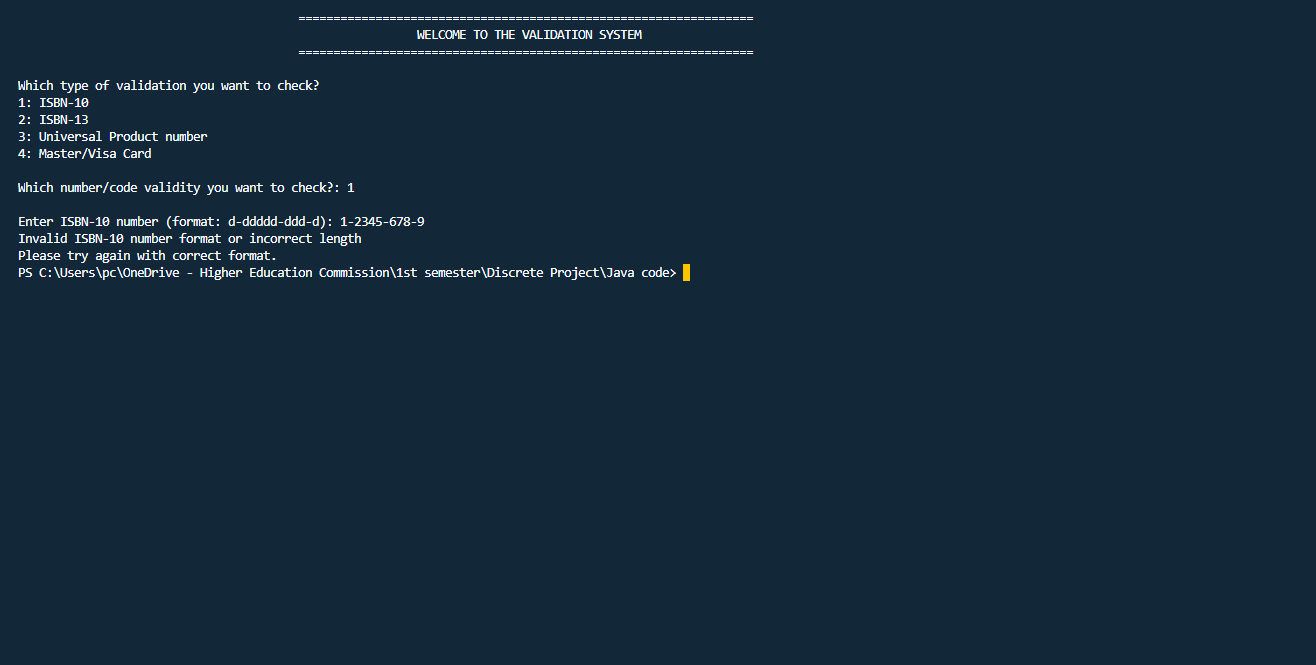 =================================================================
WELCOME TO THE VALIDATION SYSTEM
=================================================================
Which type of validation you want to check?
1: ISBN-10
2: ISBN-13
3: Universal Product number
4: Master/Visa Card
Which number/code validity you want to check?: 1
Enter ISBN-10 number (format: d-ddddd-ddd-d): 1-2345-678-9
Invalid ISBN-10 number format or incorrect length
Please try again with correct format.
PS C:\Users\pc\OneDrive - Higher Education Commission\1st semester\Discrete Project\Java code>